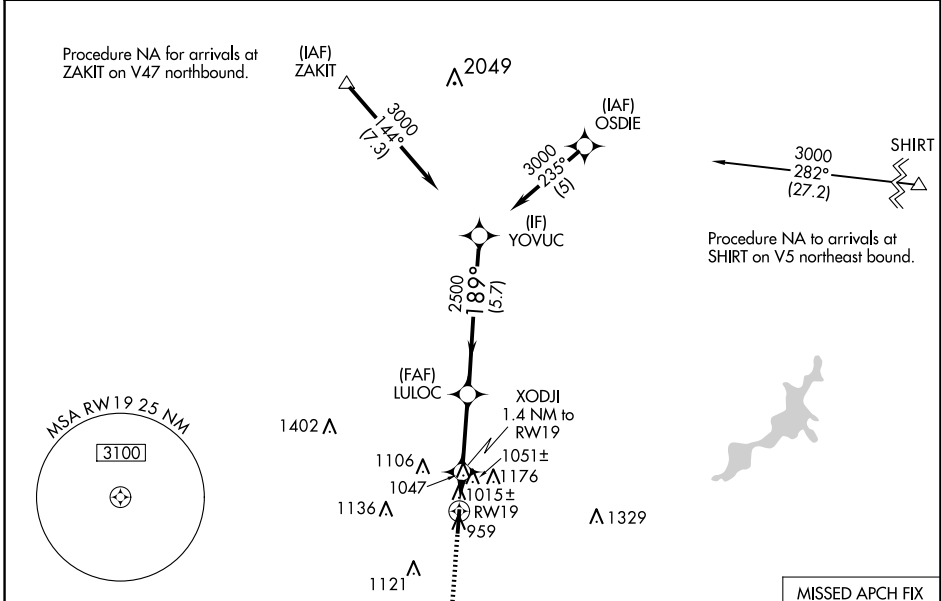 Procedure NA for arrivals at
ZAKIT on V47 northbound.
(IAF)
ZAKIT
2049
3000
144°
(7.3)
(IAF)
OSDIE
3000
235°
(5)
SHIRT
3000
282°
(27.2)
Procedure NA to arrivals at
SHIRT on V5 northeast bound.
(IF)
YOVUC
2500
189°
(5.7)
(FAF)
LULOC
XODJI
1.4 NM to
RW19
MSA RW19 25 NM
3100
1402
1106
1047
1051±
1176
1015±
RW19
1136
959
1329
1121
MISSED APCH FIX